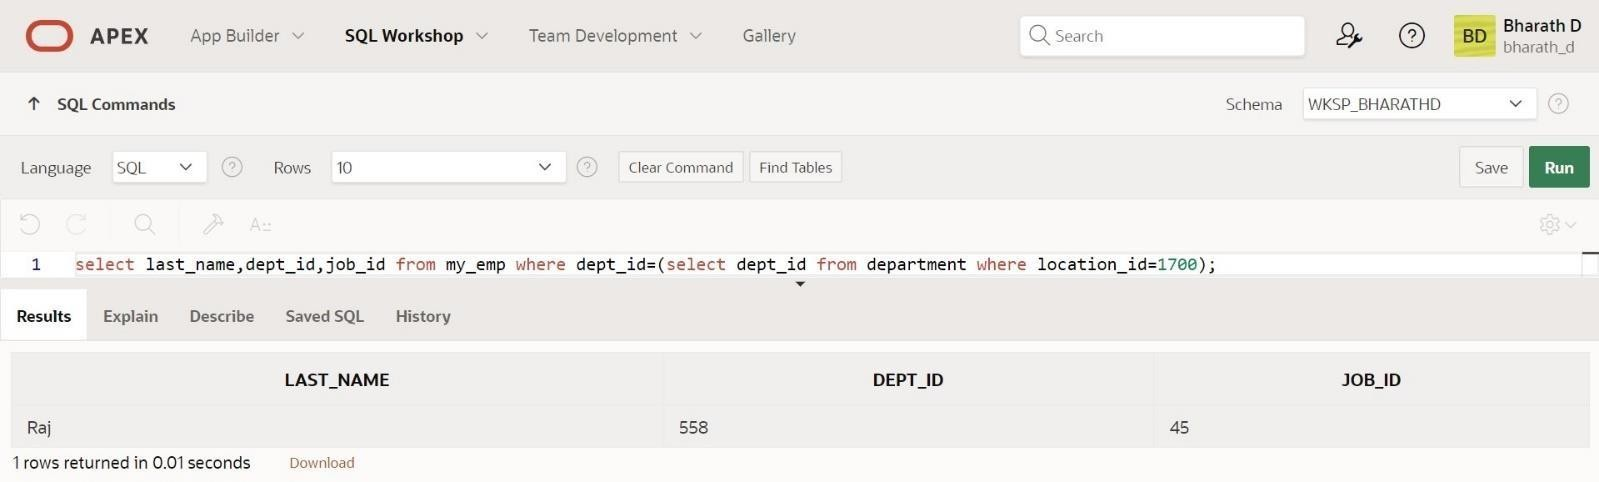 APEX App Builder SQL Workshop Team Development Gallery Search BD Bharath D
bharath_d
SQL Commands Schema WKSP_BHARATHD
Language SQL Rows 10 Clear Command Find Tables Save Run
A::
1 select last_name,dept_id,job_id from my_emp where dept_id=(select dept_id from department where location_id=1700);
Results Explain Describe Saved SQL History
LAST_NAME DEPT_ID JOB_ID
Raj 558 45
1 rows returned in 0.01 seconds Download